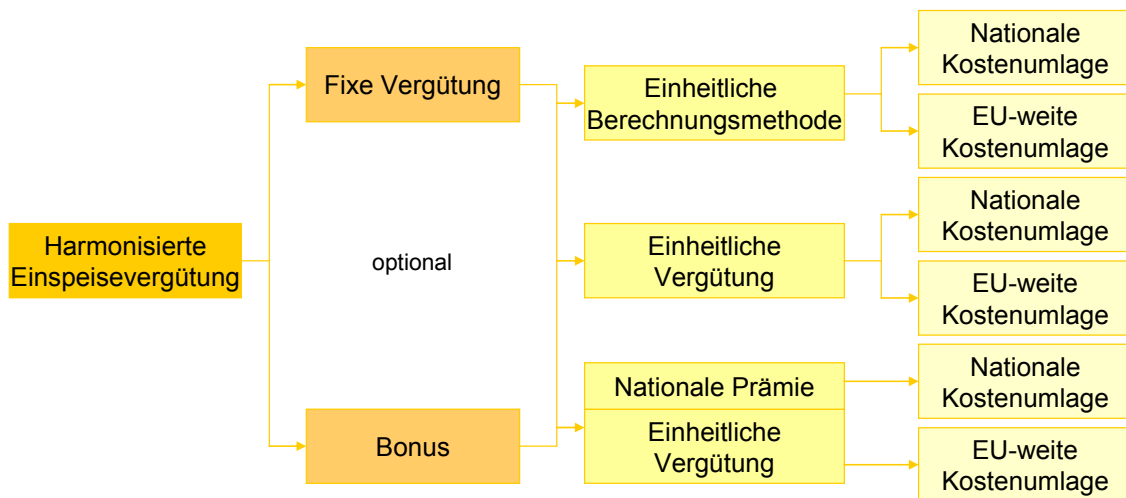 Harmonisierte
Einspeisevergütung
Fixe Vergütung
optional
Bonus
Einheitliche
Berechnungsmethode
Einheitliche
Vergütung
Nationale Prämie
Einheitliche
Vergütung
Nationale
Kostenumlage
EU-weite
Kostenumlage
Nationale
Kostenumlage
EU-weite
Kostenumlage
Nationale
Kostenumlage
EU-weite
Kostenumlage